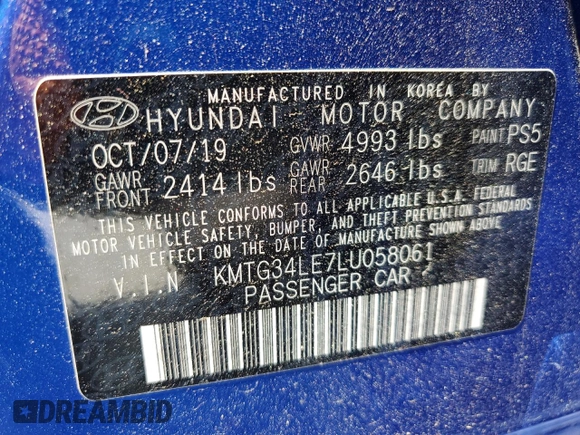 MANUFACTURED IN KOREA BY
HYUNDAI MOTOR COMPANY
OCT/07/19 GVWR 4993 lbs PAINT PS5
GAWR FRONT 2414 lbs GAWR REAR 2646 lbs TRIM RGE
THIS VEHICLE CONFORMS TO ALL APPLICABLE U.S.A. FEDERAL
MOTOR VEHICLE SAFETY, BUMPER, AND THEFT PREVENTION STANDARDS
IN EFFECT ON THE DATE OF MANUFACTURE SHOWN ABOVE.
V.I.N KMTG34LE7LU058061
PASSENGER CAR
DREAMBID